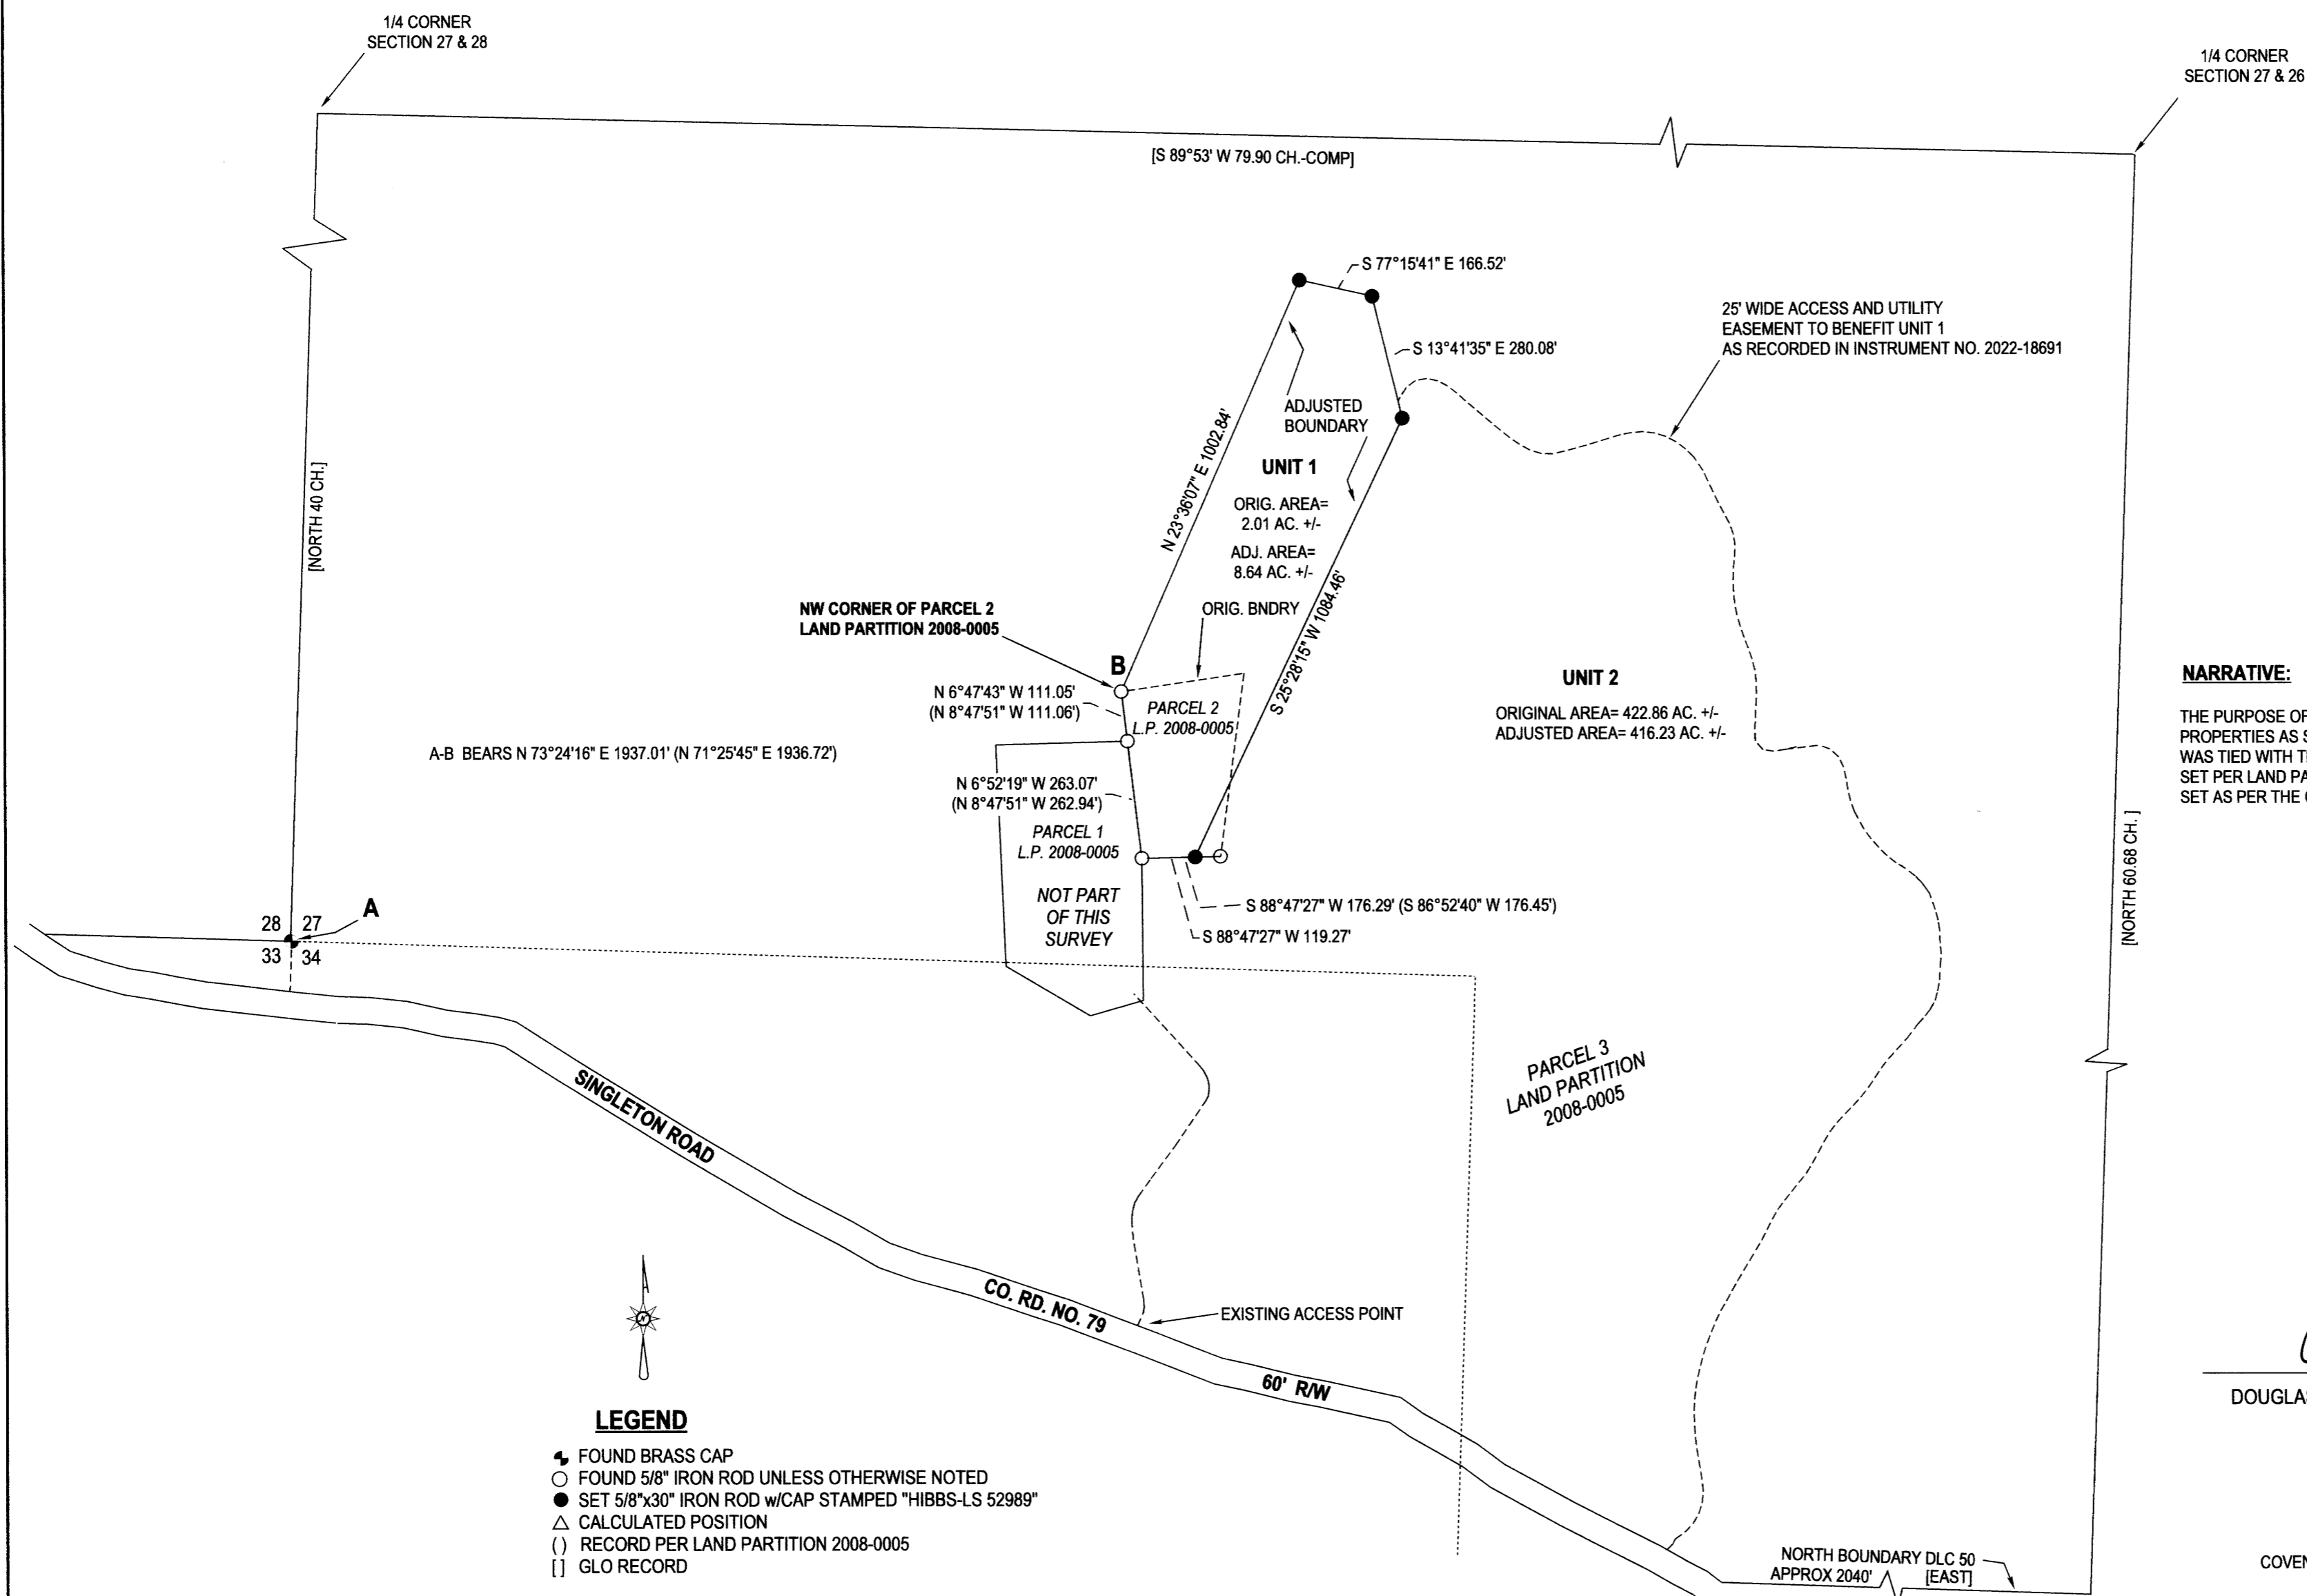 1/4 CORNER
SECTION 27 & 28
1/4 CORNER
SECTION 27 & 26
[S 89°53' W 79.90 CH.-COMP]
S 77°15'41" E 166.52'
25' WIDE ACCESS AND UTILITY
EASEMENT TO BENEFIT UNIT 1
AS RECORDED IN INSTRUMENT NO. 2022-18691
S 13°41'35" E 280.08'
ADJUSTED
BOUNDARY
N 23°36'07" E 1002.84'
UNIT 1
ORIG. AREA=
2.01 AC. +/-
ADJ. AREA=
8.64 AC. +/-
[NORTH 40 CH.]
NW CORNER OF PARCEL 2
LAND PARTITION 2008-0005
ORIG. BNDRY
S 25°28'15" W 1084.46'
B
UNIT 2
ORIGINAL AREA= 422.86 AC. +/-
ADJUSTED AREA= 416.23 AC. +/-
NARRATIVE:
THE PURPOSE OF
PROPERTIES AS S
WAS TIED WITH T
SET PER LAND PA
SET AS PER THE
N 6°47'43" W 111.05'
(N 8°47'51" W 111.06')
PARCEL 2
L.P. 2008-0005
A-B BEARS N 73°24'16" E 1937.01' (N 71°25'45" E 1936.72')
N 6°52'19" W 263.07'
(N 8°47'51" W 262.94')
PARCEL 1
L.P. 2008-0005
NOT PART
OF THIS
SURVEY
S 88°47'27" W 176.29' (S 86°52'40" W 176.45')
S 88°47'27" W 119.27'
[NORTH 60.68 CH. ]
28 27
A
33 34
PARCEL 3
LAND PARTITION
2008-0005
SINGLETON ROAD
CO. RD. NO. 79
60' R/W
EXISTING ACCESS POINT
LEGEND
FOUND BRASS CAP
FOUND 5/8" IRON ROD UNLESS OTHERWISE NOTED
SET 5/8"x30" IRON ROD w/CAP STAMPED "HIBBS-LS 52989"
CALCULATED POSITION
( ) RECORD PER LAND PARTITION 2008-0005
[ ] GLO RECORD
DOUGLAS
NORTH BOUNDARY DLC 50
APPROX 2040' [EAST]
COVEN